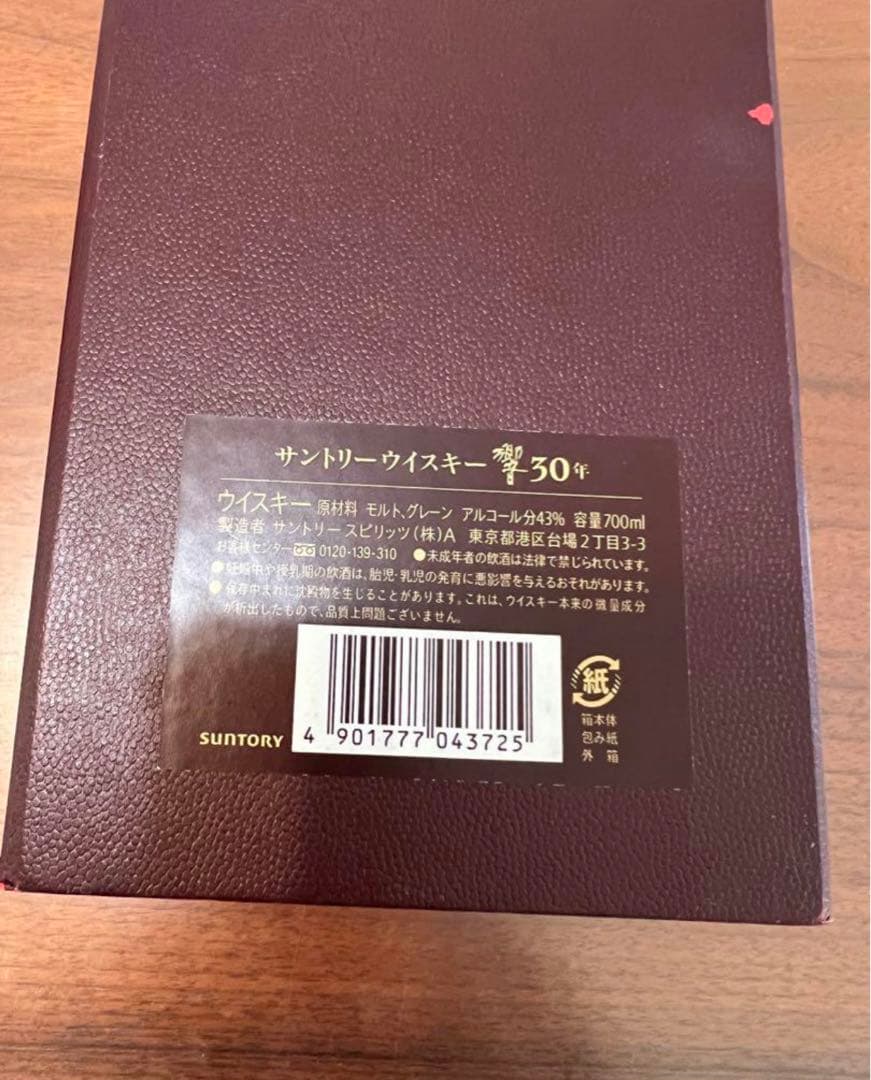 サントリーウイスキー 響 30年
ウイスキー 原材料 モルト、グレーン アルコール分43% 容量700ml
製造者 サントリースピリッツ(株)A 東京都港区台場2丁目3-3
お客様センター 0120-139-310 ●未成年者の飲酒は法律で禁じられています。
●妊娠中や授乳期の飲酒は、胎児・乳児の発育に悪影響を与えるおそれがあります。
●保存中まれに沈殿物を生じることがあります。これは、ウイスキー本来の微量成分
が析出したもので、品質上問題ございません。
紙
箱本体
包み紙
外 箱
SUNTORY
4 901777 043725